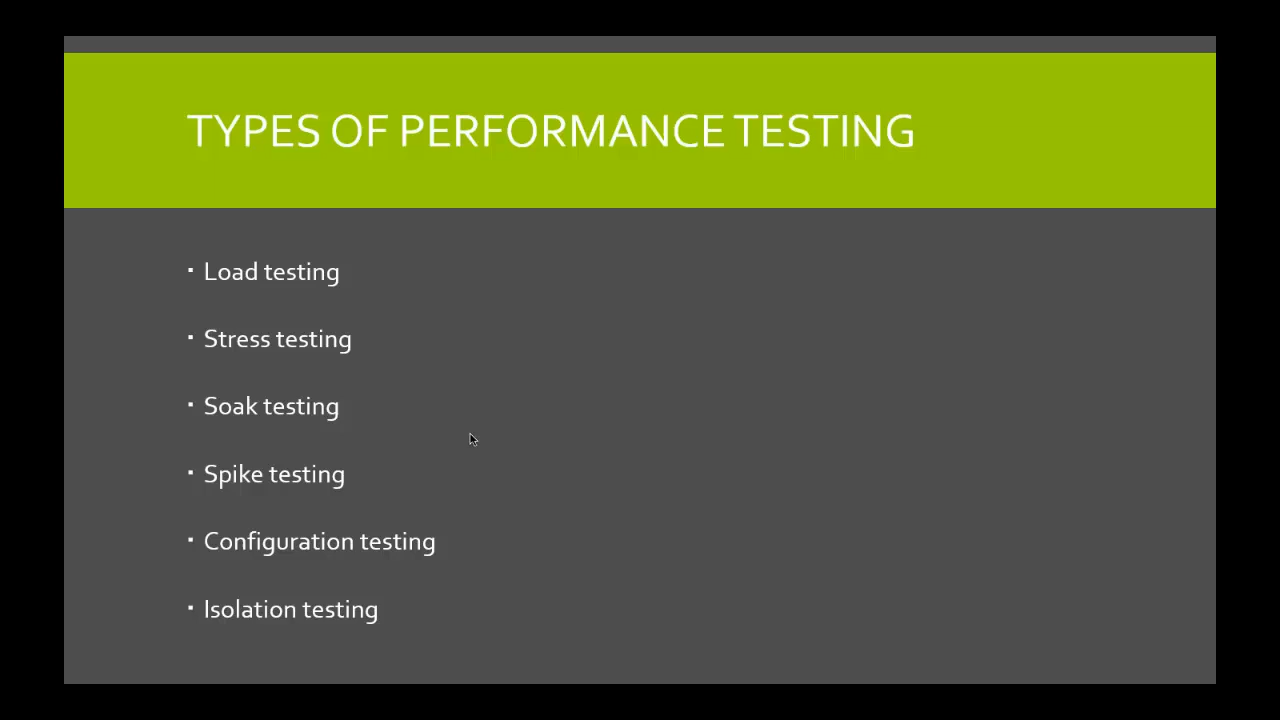 TYPES OF PERFORMANCE TESTING
▪ Load testing
▪ Stress testing
▪ Soak testing
▪ Spike testing
▪ Configuration testing
▪ Isolation testing